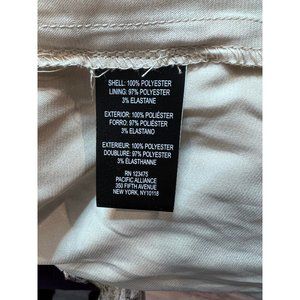 SHELL: 100% POLYESTER
LINING: 97% POLYESTER
3% ELASTANE
EXTERIOR: 100% POLIÉSTER
FORRO: 97% POLIÉSTER
3% ELASTANO
EXTERIEUR: 100% POLYESTER
DOUBLURE: 97% POLYESTER
3% ÉLASTHANNE
RN 123475
PACIFIC ALLIANCE
350 FIFTH AVENUE
NEW YORK, NY10118